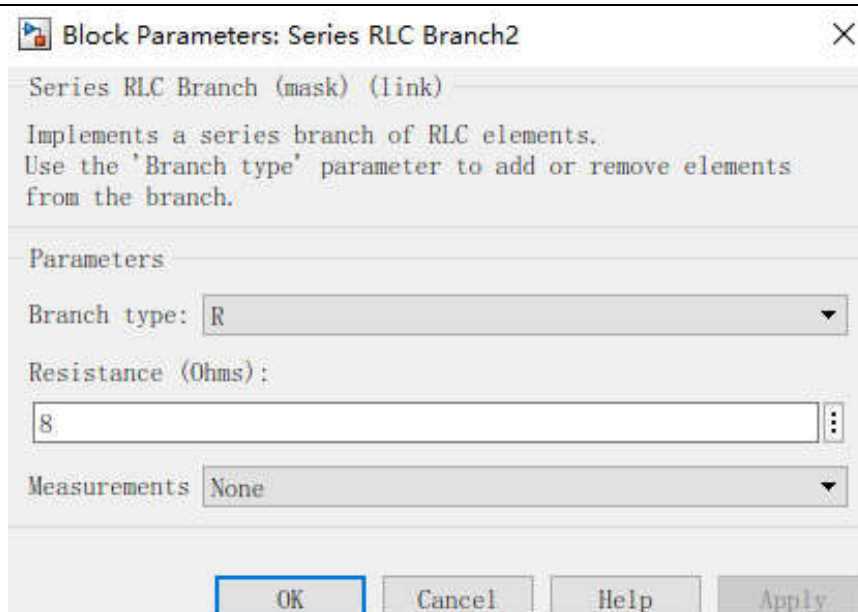 Block Parameters: Series RLC Branch2
Series RLC Branch (mask) (link)
Implements a series branch of RLC elements.
Use the 'Branch type' parameter to add or remove elements
from the branch.
Parameters
Branch type: R
Resistance (Ohms):
8
Measurements None
OK Cancel Help Apply